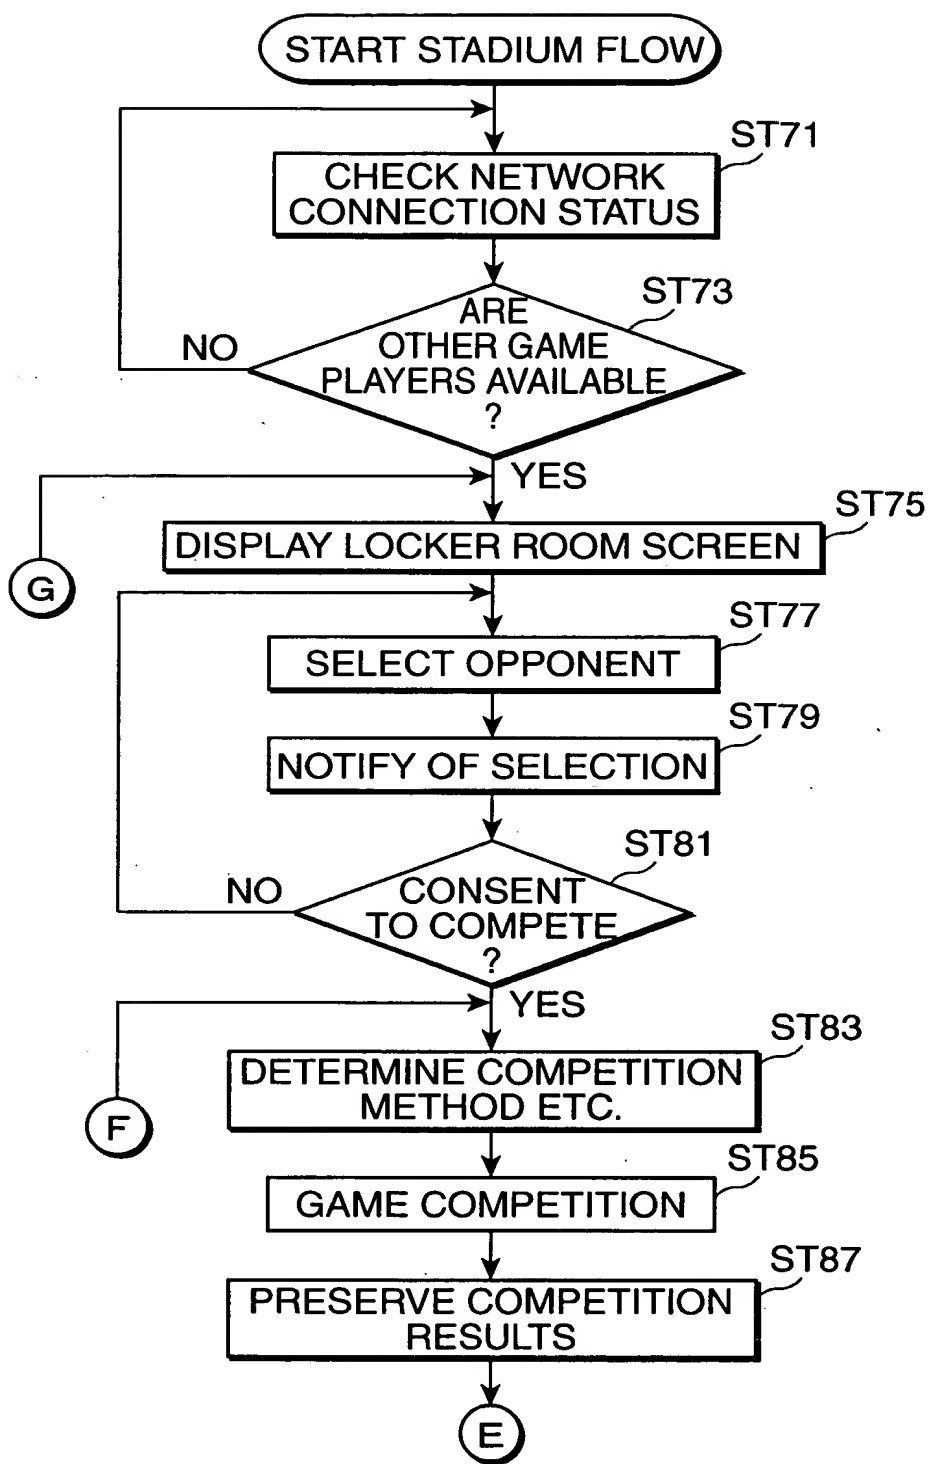 START STADIUM FLOW
ST71
CHECK NETWORK
CONNECTION STATUS
ST73
ARE
OTHER GAME
PLAYERS AVAILABLE
?
NO
YES
ST75
DISPLAY LOCKER ROOM SCREEN
G
ST77
SELECT OPPONENT
ST79
NOTIFY OF SELECTION
ST81
CONSENT
TO COMPETE
?
NO
YES
ST83
DETERMINE COMPETITION
METHOD ETC.
F
ST85
GAME COMPETITION
ST87
PRESERVE COMPETITION
RESULTS
E